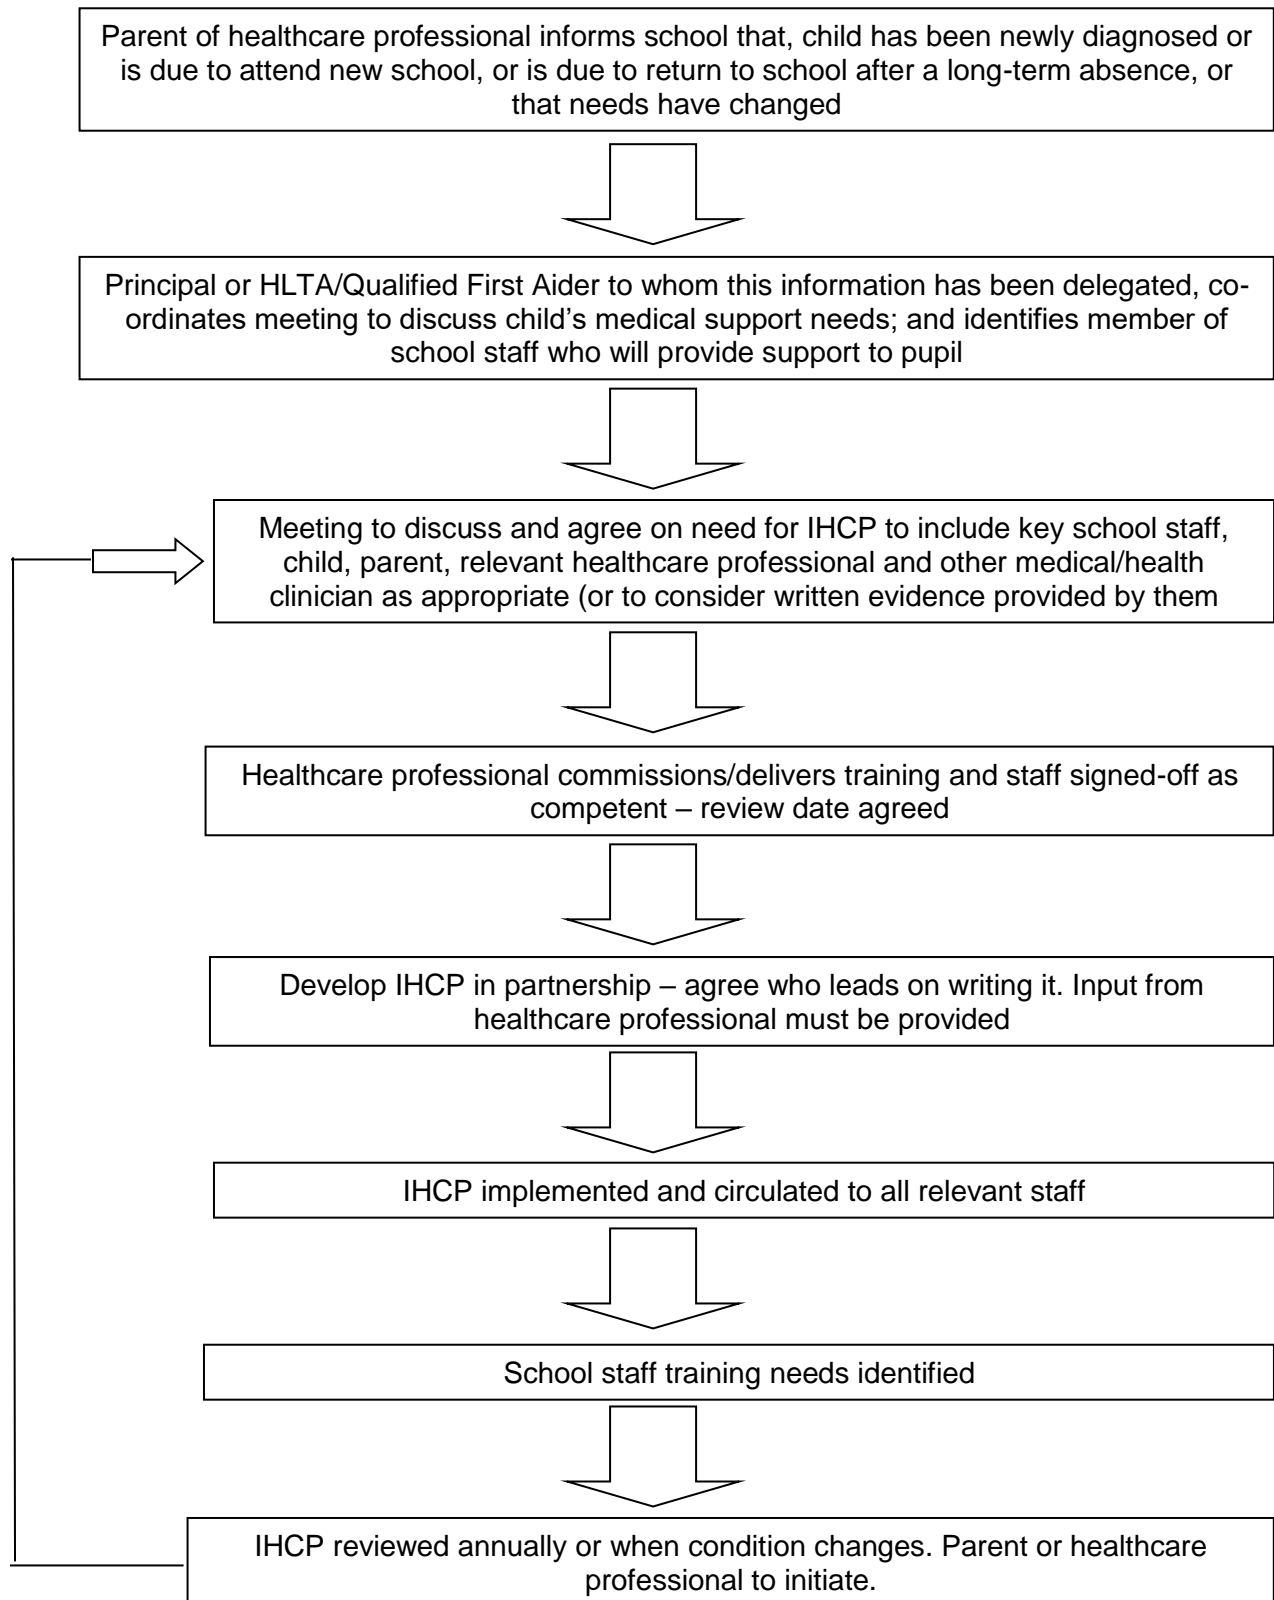 Parent of healthcare professional informs school that, child has been newly diagnosed or
is due to attend new school, or is due to return to school after a long-term absence, or
that needs have changed
Principal or HLTA/Qualified First Aider to whom this information has been delegated, co-
ordinates meeting to discuss child's medical support needs; and identifies member of
school staff who will provide support to pupil
Meeting to discuss and agree on need for IHCP to include key school staff,
child, parent, relevant healthcare professional and other medical/health
clinician as appropriate (or to consider written evidence provided by them
Healthcare professional commissions/delivers training and staff signed-off as
competent – review date agreed
Develop IHCP in partnership – agree who leads on writing it. Input from
healthcare professional must be provided
IHCP implemented and circulated to all relevant staff
School staff training needs identified
IHCP reviewed annually or when condition changes. Parent or healthcare
professional to initiate.